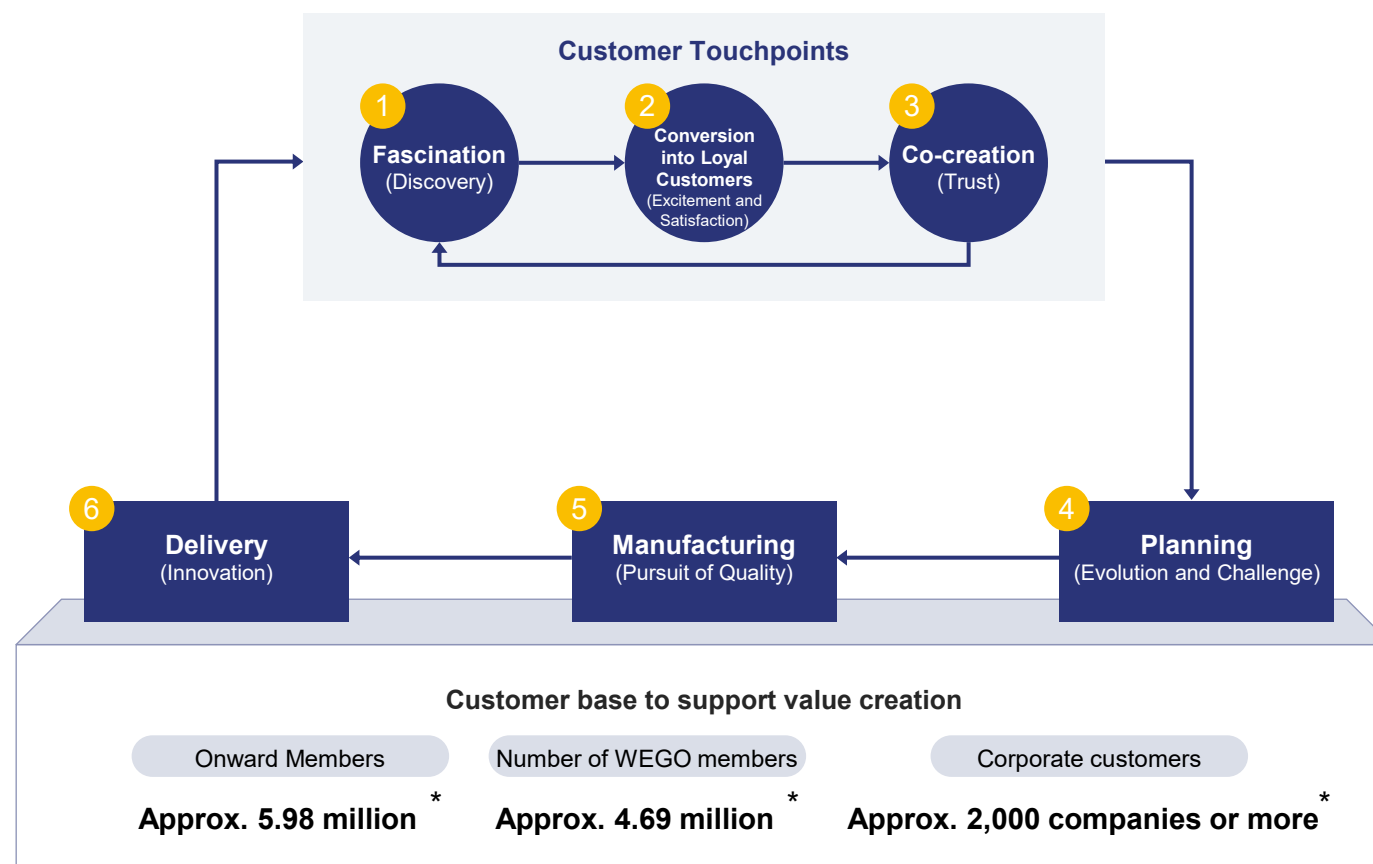 Customer Touchpoints
1
Fascination
(Discovery)
2
Conversion
into Loyal
Customers
(Excitement and
Satisfaction)
3
Co-creation
(Trust)
6
Delivery
(Innovation)
5
Manufacturing
(Pursuit of Quality)
4
Planning
(Evolution and Challenge)
Customer base to support value creation
Onward Members
Approx. 5.98 million*
Number of WEGO members
Approx. 4.69 million*
Corporate customers
Approx. 2,000 companies or more*